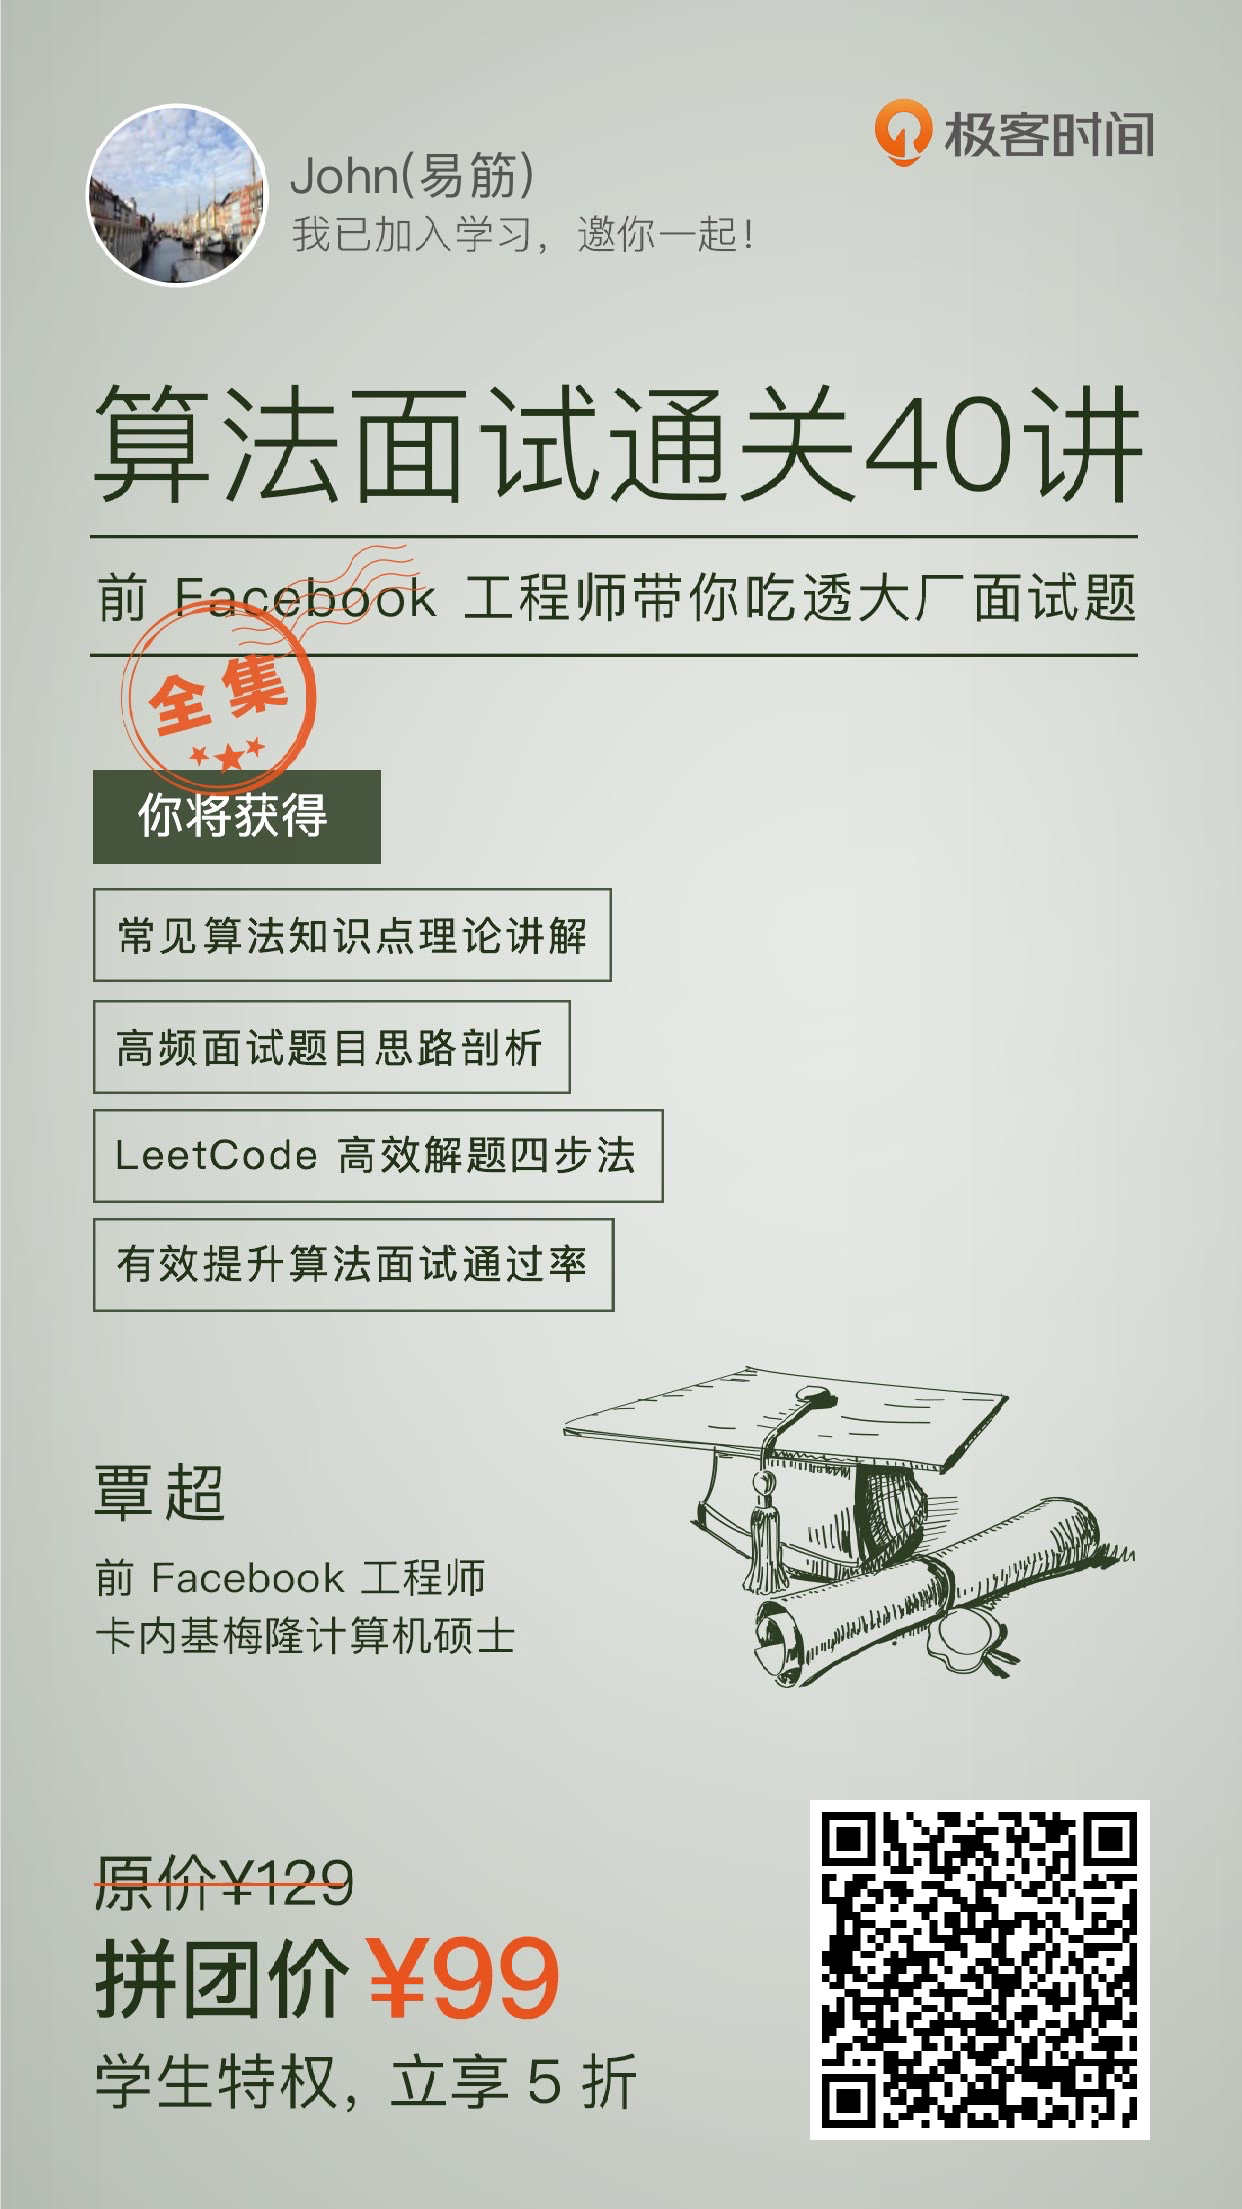 极客时间
John(易筋)
我已加入学习，邀你一起！
算法面试通关40讲
前 Facebook 工程师带你吃透大厂面试题
全集
你将获得
常见算法知识点理论讲解
高频面试题目思路剖析
LeetCode 高效解题四步法
有效提升算法面试通过率
覃超
前 Facebook 工程师
卡内基梅隆计算机硕士
原价¥129
拼团价¥99
学生特权，立享 5 折